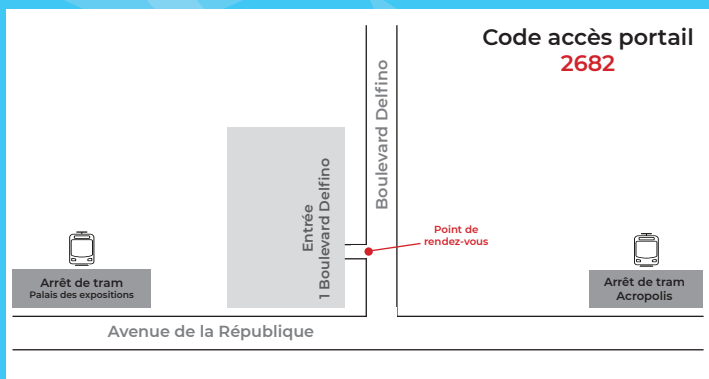 Code accès portail
2682
Boulevard Delfino
Entrée
1 Boulevard Delfino
Point de
rendez-vous
Arrêt de tram
Palais des expositions
Arrêt de tram
Acropolis
Avenue de la République